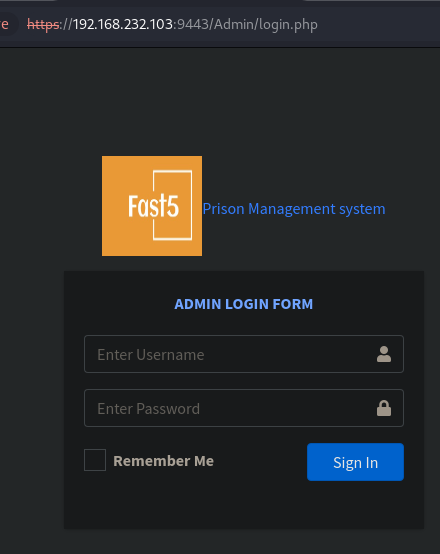 https://192.168.232.103:9443/Admin/login.php
Fast5
Prison Management system
ADMIN LOGIN FORM
Enter Username
Enter Password
Remember Me
Sign In